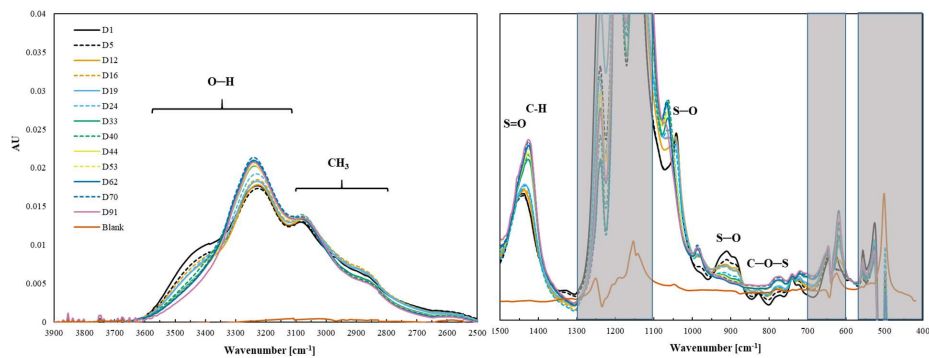 0.04
0.035
0.03
0.025
0.02
0.015
0.01
0.005
0
AU
D1
D5
D12
D16
D19
D24
D33
D40
D44
D53
D62
D70
D91
Blank
O—H
CH3
3900 3800 3700 3600 3500 3400 3300 3200 3100 3000 2900 2800 2700 2600 2500
Wavenumber [cm-1]
C-H
S=O
S—O
S—O
C—O—S
1500 1400 1300 1200 1100 1000 900 800 700 600 500 400
Wavenumber [cm-1]